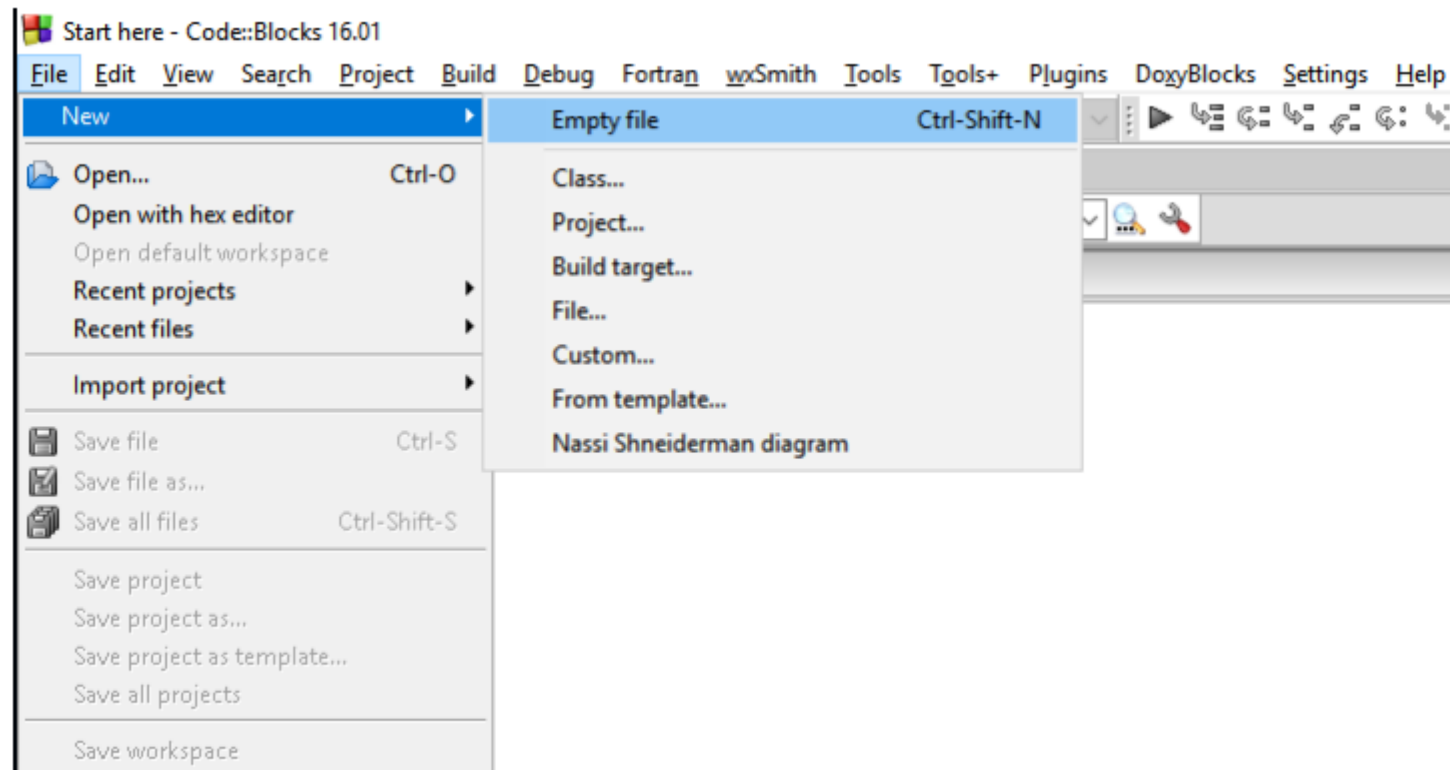 Start here - Code::Blocks 16.01
File Edit View Search Project Build Debug Fortran wxSmith Tools Tools+ Plugins DoxyBlocks Settings Help
New
Empty file Ctrl-Shift-N
Open... Ctrl-O
Open with hex editor
Open default workspace
Recent projects
Recent files
Import project
Save file Ctrl-S
Save file as...
Save all files Ctrl-Shift-S
Save project
Save project as...
Save project as template...
Save all projects
Save workspace
Class...
Project...
Build target...
File...
Custom...
From template...
Nassi Shneiderman diagram